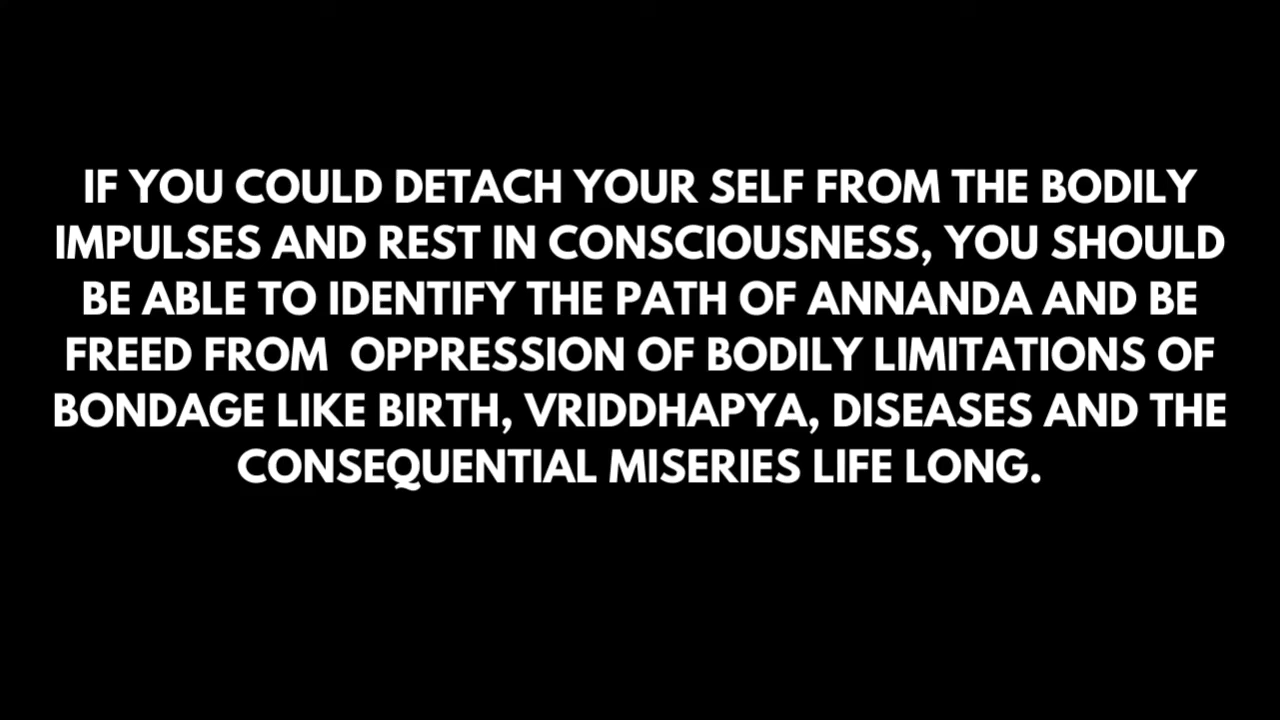 IF YOU COULD DETACH YOUR SELF FROM THE BODILY
IMPULSES AND REST IN CONSCIOUSNESS, YOU SHOULD
BE ABLE TO IDENTIFY THE PATH OF ANNANDA AND BE
FREED FROM  OPPRESSION OF BODILY LIMITATIONS OF
BONDAGE LIKE BIRTH, VRIDDHAPYA, DISEASES AND THE
CONSEQUENTIAL MISERIES LIFE LONG.